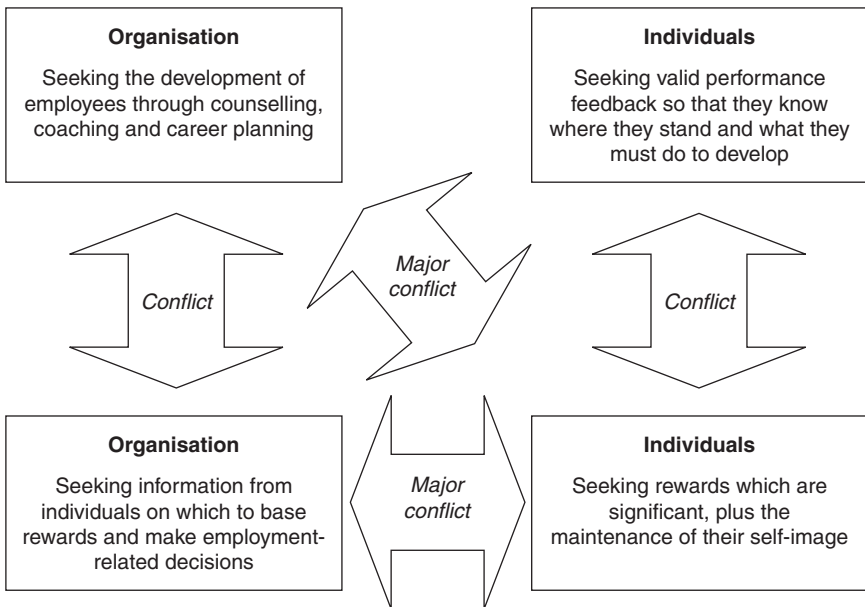 Organisation
Seeking the development of
employees through counselling,
coaching and career planning
Individuals
Seeking valid performance
feedback so that they know
where they stand and what they
must do to develop
Conflict
Major
conflict
Conflict
Organisation
Seeking information from
individuals on which to base
rewards and make employment-
related decisions
Major
conflict
Individuals
Seeking rewards which are
significant, plus the
maintenance of their self-image